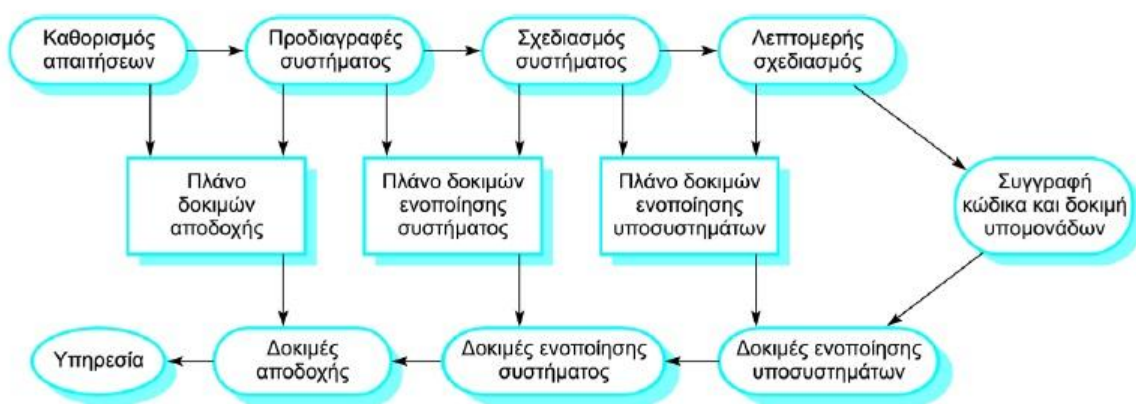 Καθορισμός
απαιτήσεων
Προδιαγραφές
συστήματος
Σχεδιασμός
συστήματος
Λεπτομερής
σχεδιασμός
Πλάνο
δοκιμών
αποδοχής
Πλάνο δοκιμών
ενοποίησης
συστήματος
Πλάνο δοκιμών
ενοποίησης
υποσυστημάτων
Συγγραφή
κώδικα και δοκιμή
υπομονάδων
Υπηρεσία
Δοκιμές
αποδοχής
Δοκιμές ενοποίησης
συστήματος
Δοκιμές ενοποίησης
υποσυστημάτων